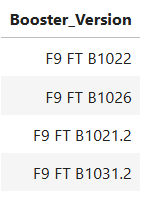 Booster_Version
F9 FT B1022
F9 FT B1026
F9 FT B1021.2
F9 FT B1031.2